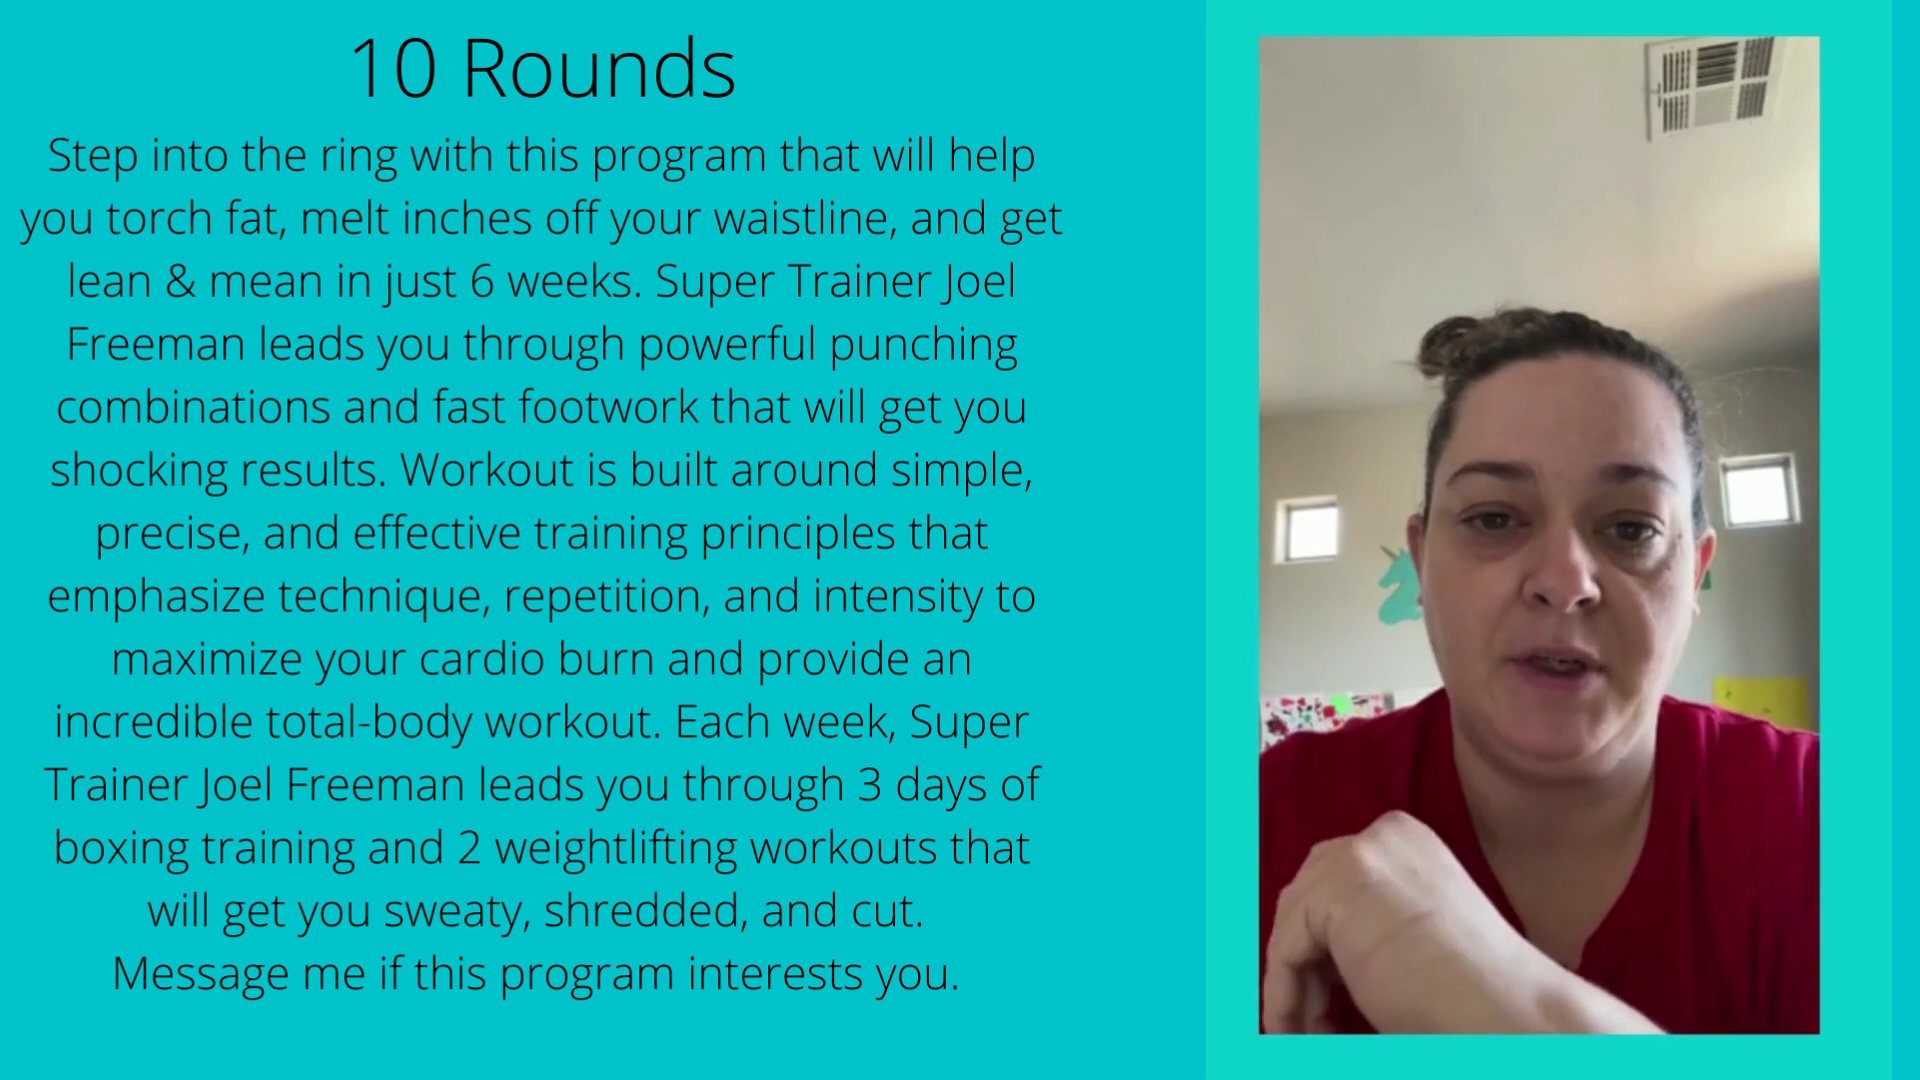 10 Rounds
Step into the ring with this program that will help
you torch fat, melt inches off your waistline, and get
lean & mean in just 6 weeks. Super Trainer Joel
Freeman leads you through powerful punching
combinations and fast footwork that will get you
shocking results. Workout is built around simple,
precise, and effective training principles that
emphasize technique, repetition, and intensity to
maximize your cardio burn and provide an
incredible total-body workout. Each week, Super
Trainer Joel Freeman leads you through 3 days of
boxing training and 2 weightlifting workouts that
will get you sweaty, shredded, and cut.
Message me if this program interests you.